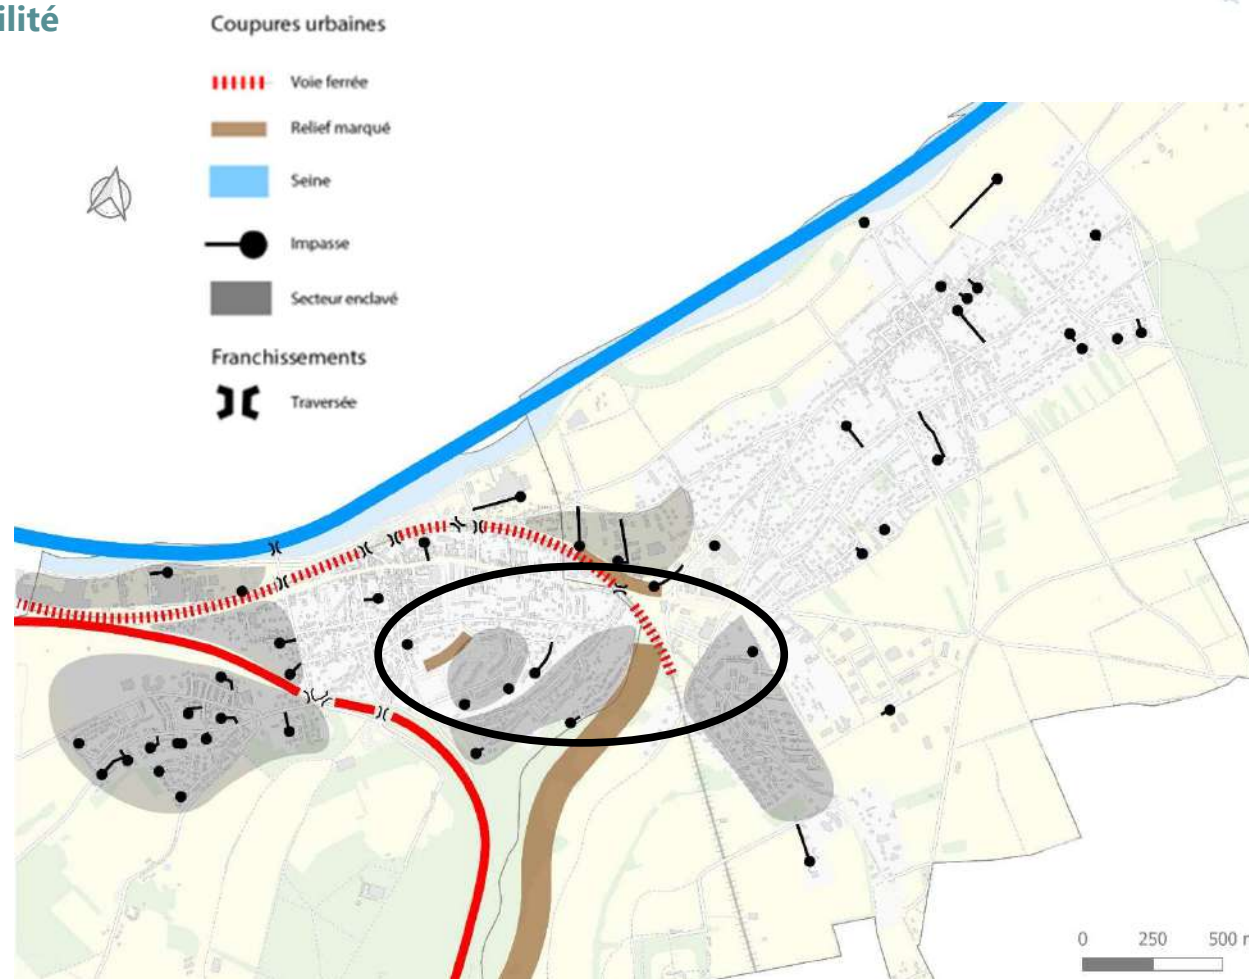 ilité
Coupures urbaines
Voie ferrée
Relief marqué
Seine
Impasse
Secteur enclavé
Franchissements
Traversée
0 250 500 m